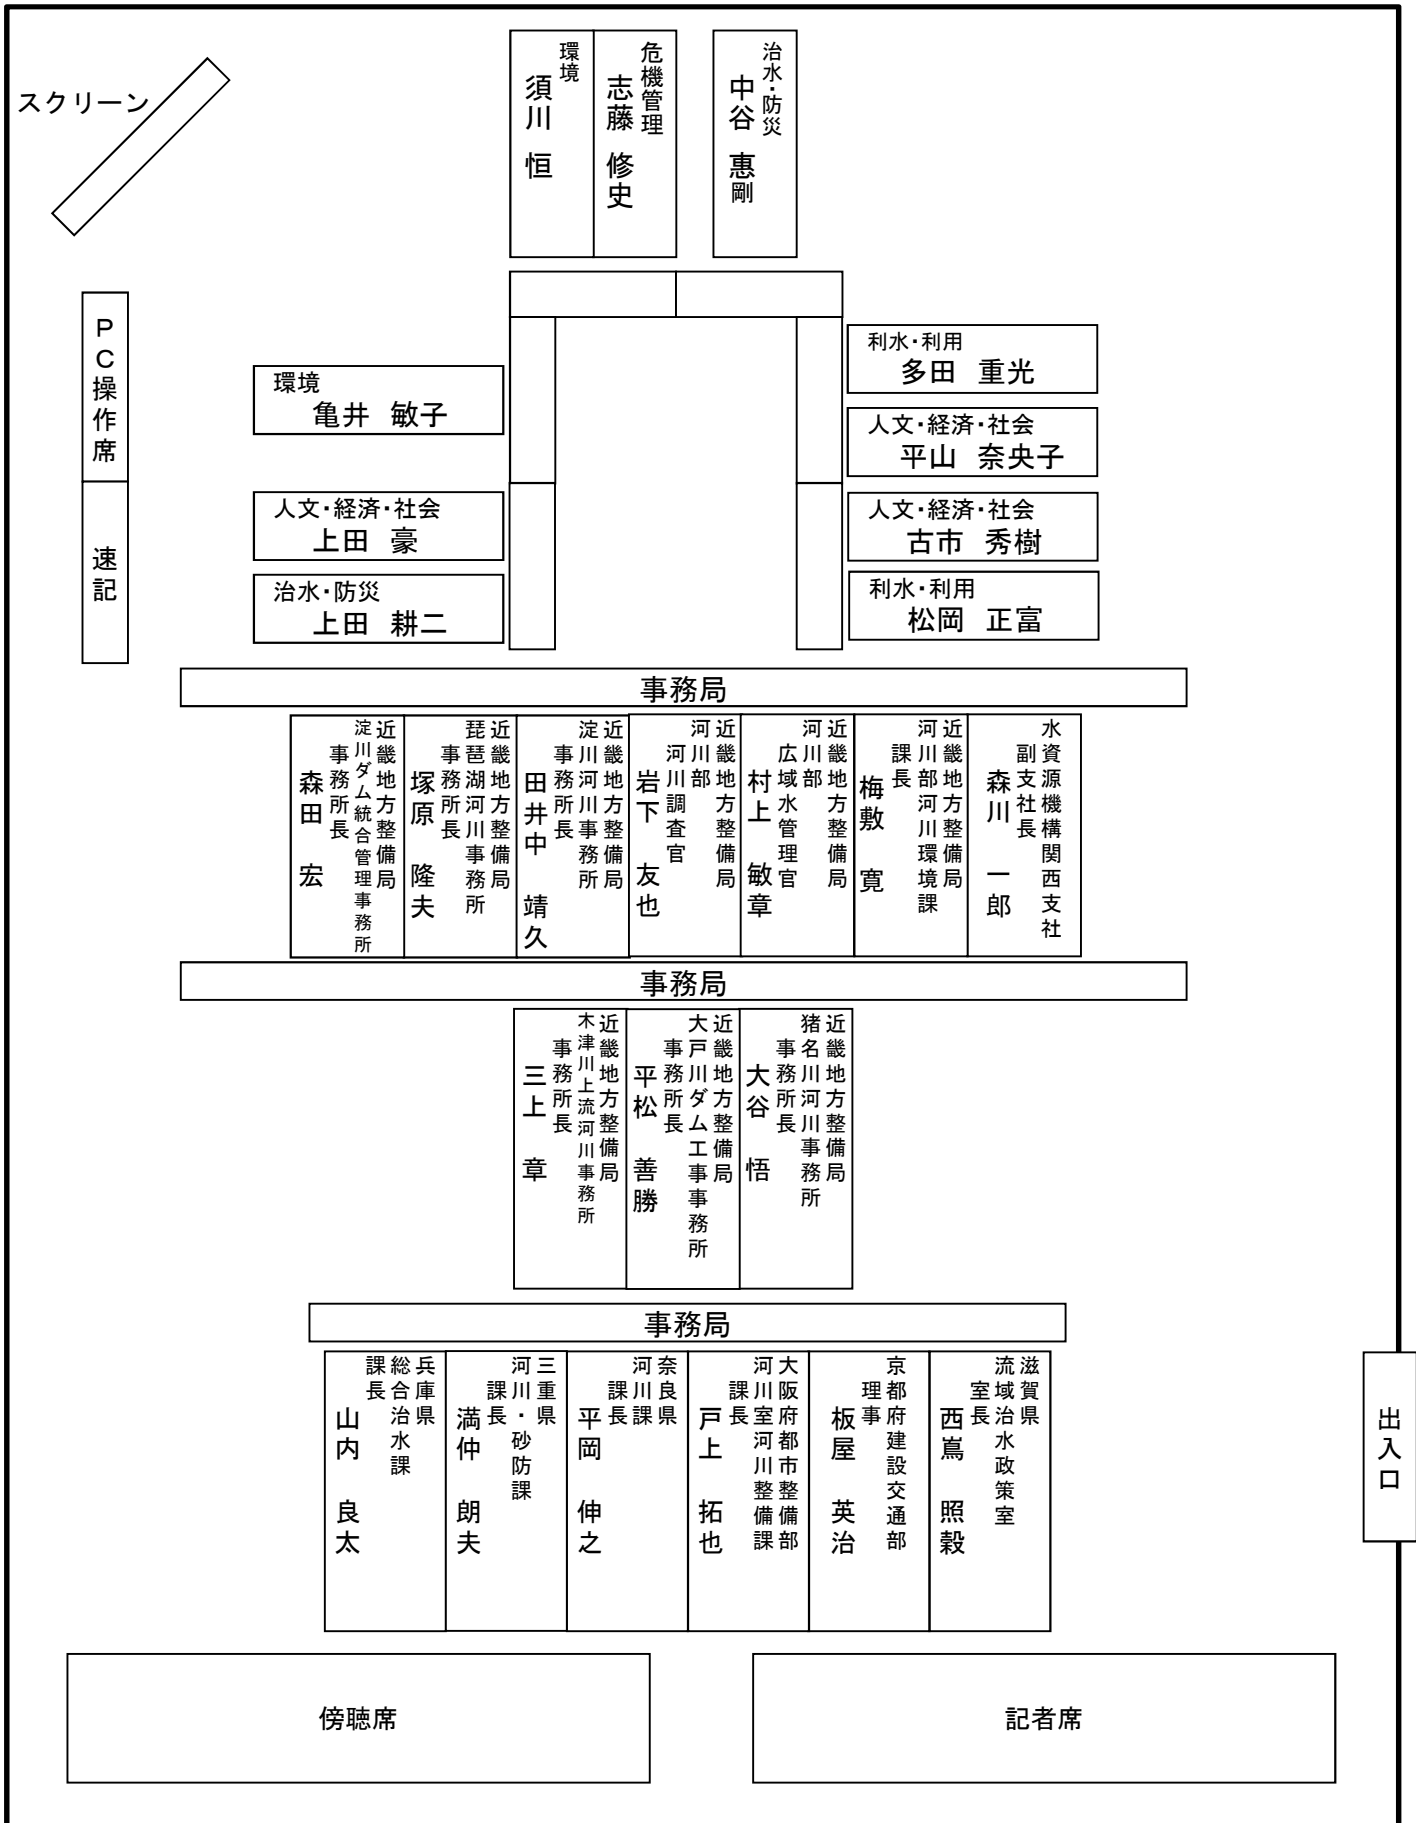 スクリーン
環境
須川 恒
危機管理
志藤 修史
治水・防災
中谷 惠剛
PC操作席
速記
環境
亀井 敏子
人文・経済・社会
上田 豪
治水・防災
上田 耕二
利水・利用
多田 重光
人文・経済・社会
平山 奈央子
人文・経済・社会
古市 秀樹
利水・利用
松岡 正富
事務局
近畿地方整備局
淀川ダム統合管理事務所
事務所長
森田 宏
近畿地方整備局
琵琶湖河川事務所
事務所長
塚原 隆夫
近畿地方整備局
淀川河川事務所
事務所長
田井中 靖久
近畿地方整備局
河川部
河川調査官
岩下 友也
近畿地方整備局
河川部
広域水管理官
村上 敏章
近畿地方整備局
河川部河川環境課
課長
梅敷 寛
水資源機構関西支社
副支社長
森川 一郎
事務局
近畿地方整備局
木津川上流河川事務所
事務所長
三上 章
近畿地方整備局
大戸川ダム工事事務所
事務所長
平松 善勝
近畿地方整備局
猪名川河川事務所
事務所長
大谷 悟
事務局
兵庫県
総合治水課
課長
山内 良太
三重県
河川・砂防課
課長
満仲 朗夫
奈良県
河川課
課長
平岡 伸之
大阪府都市整備部
河川室河川整備課
課長
戸上 拓也
京都府建設交通部
理事
板屋 英治
滋賀県
流域治水政策室
室長
西嶌 照毅
出入口
傍聴席
記者席